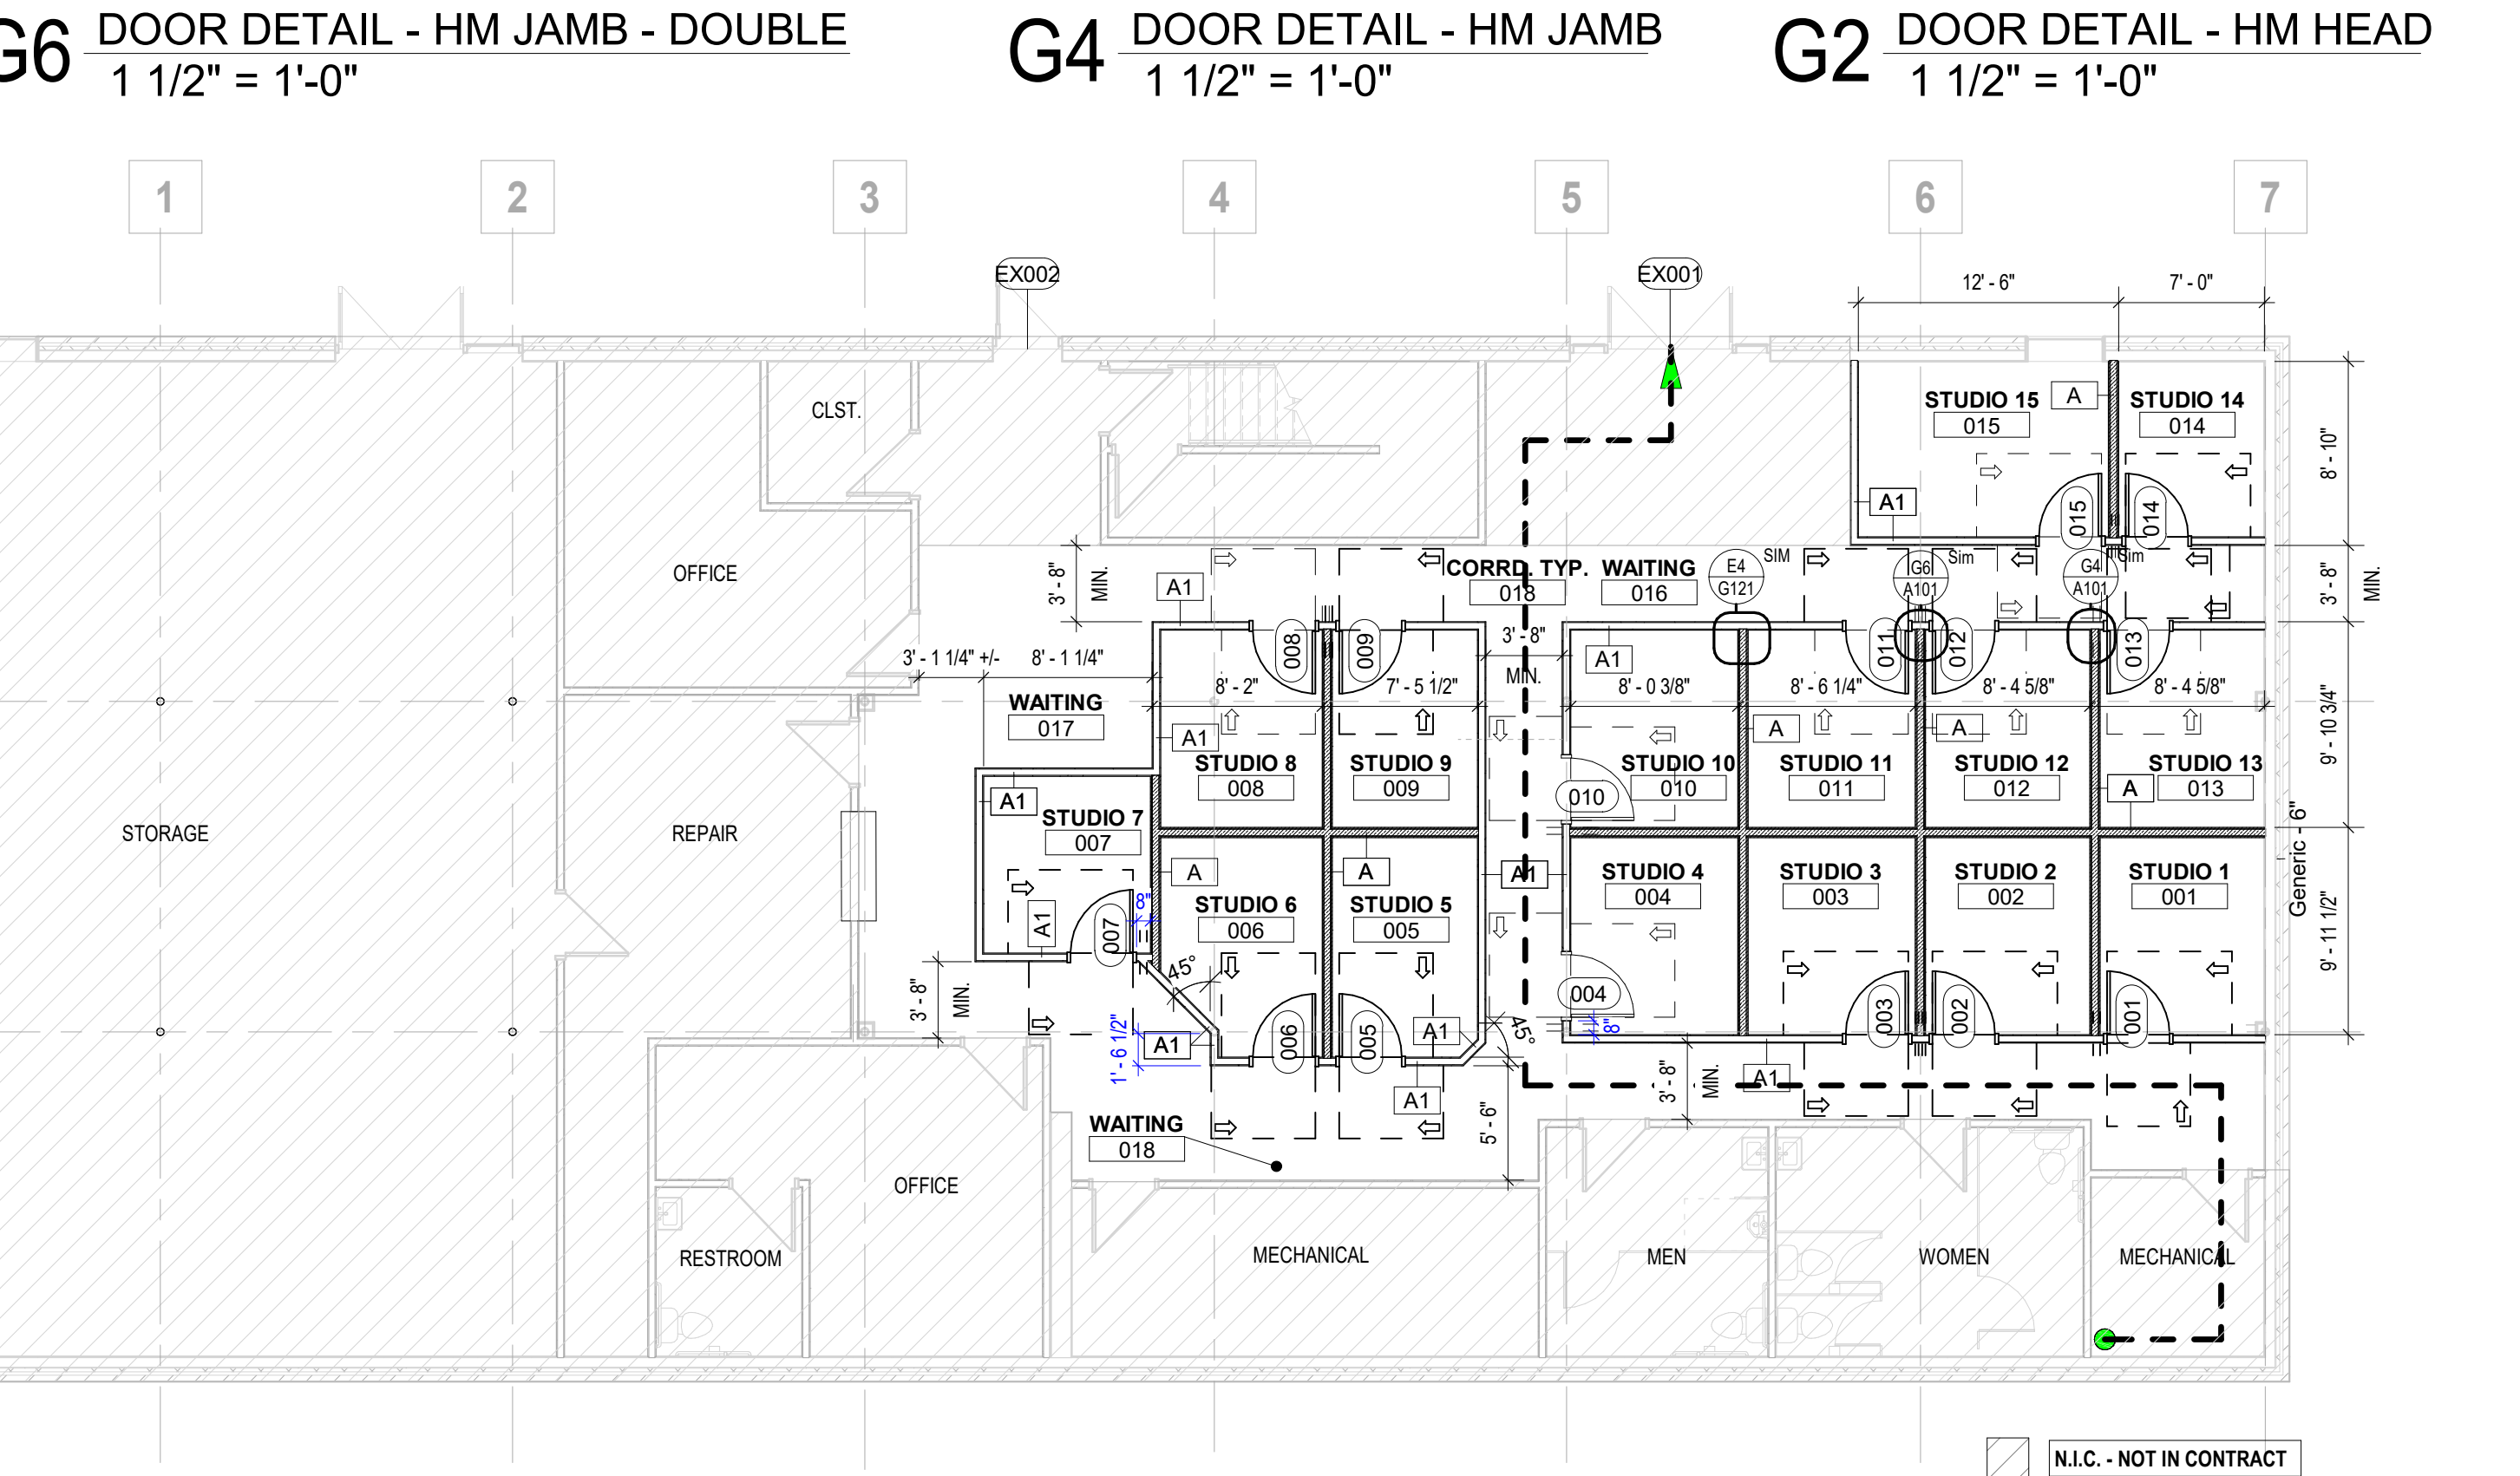 G6 DOOR DETAIL - HM JAMB - DOUBLE
1 1/2" = 1'-0"
G4 DOOR DETAIL - HM JAMB
1 1/2" = 1'-0"
G2 DOOR DETAIL - HM HEAD
1 1/2" = 1'-0"
1 2 3 4 5 6 7
EX002 EX001
12' - 6" 7' - 0"
CLST.
STUDIO 15
015
A
STUDIO 14
014
8' - 10"
A1
015
014
OFFICE
3' - 8"
MIN.
A1
CORRD. TYP.
018
WAITING
016
E4
G121
SIM
G6
A101
Sim
G4
A101
Sim
3' - 8"
MIN.
008
009
3' - 8"
MIN.
A1
011
012
013
3' - 1 1/4" +/-
8' - 1 1/4"
8' - 2"
7' - 5 1/2"
8' - 0 3/8"
8' - 6 1/4"
8' - 4 5/8"
8' - 4 5/8"
9' - 10 3/4"
WAITING
017
A1
A
A
STUDIO 8
008
STUDIO 9
009
STUDIO 10
010
STUDIO 11
011
STUDIO 12
012
STUDIO 13
013
A1
010
A
STORAGE
REPAIR
STUDIO 7
007
Generic - 6"
A
A
A1
STUDIO 4
004
STUDIO 3
003
STUDIO 2
002
STUDIO 1
001
STUDIO 6
006
STUDIO 5
005
8"
A1
007
9' - 11 1/2"
45°
3' - 8"
MIN.
004
8"
003
002
001
1' - 6 1/2"
A1
006
005
A1
45°
3' - 8"
MIN.
A1
A1
5' - 6"
WAITING
018
OFFICE
RESTROOM
MECHANICAL
MEN
WOMEN
MECHANICAL
N.I.C. - NOT IN CONTRACT